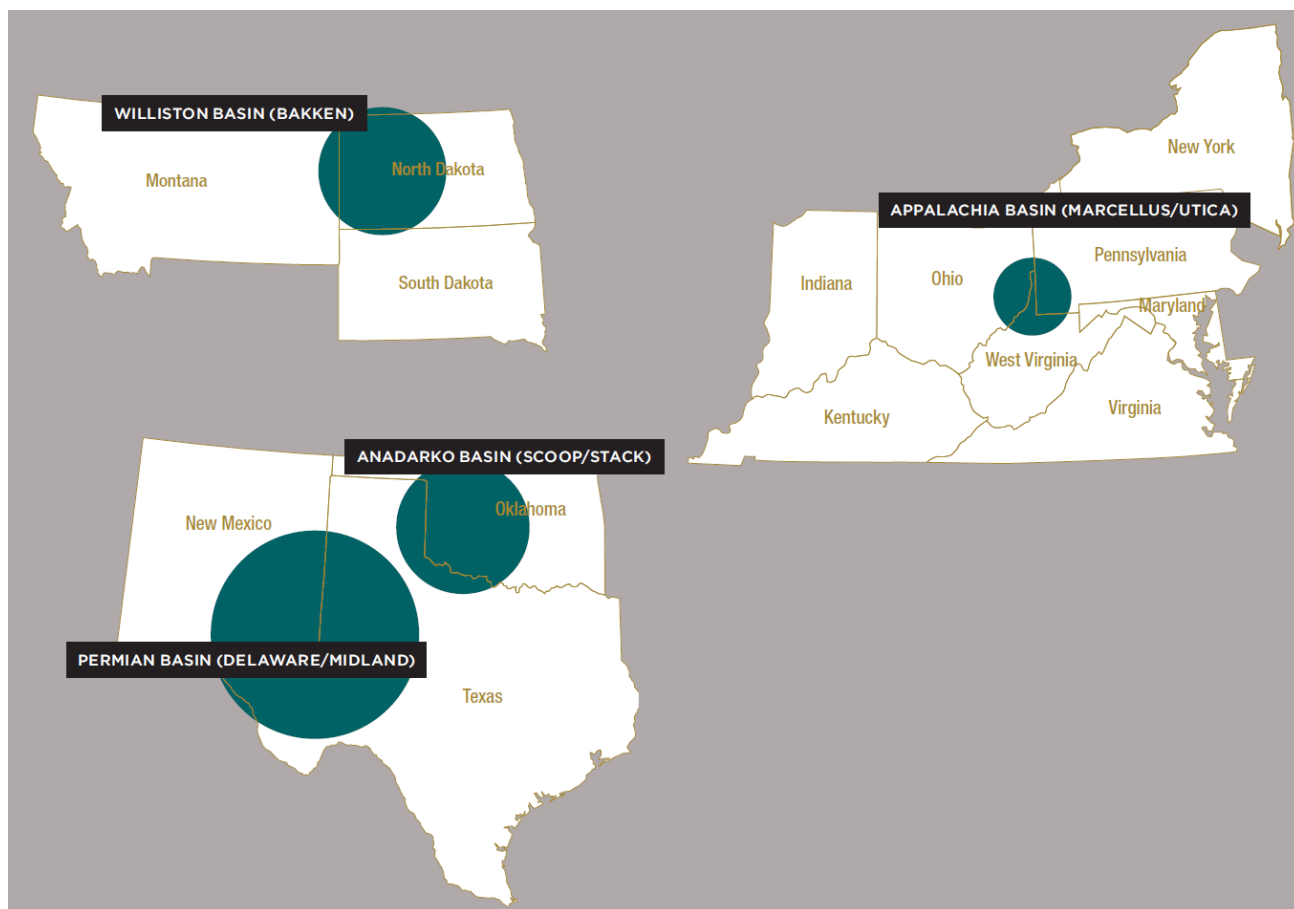 WILLISTON BASIN (BAKKEN)
Montana
North Dakota
South Dakota
New York
APPALACHIA BASIN (MARCELLUS/UTICA)
Pennsylvania
Indiana
Ohio
Maryland
West Virginia
Kentucky
Virginia
ANADARKO BASIN (SCOOP/STACK)
New Mexico
Oklahoma
PERMIAN BASIN (DELAWARE/MIDLAND)
Texas